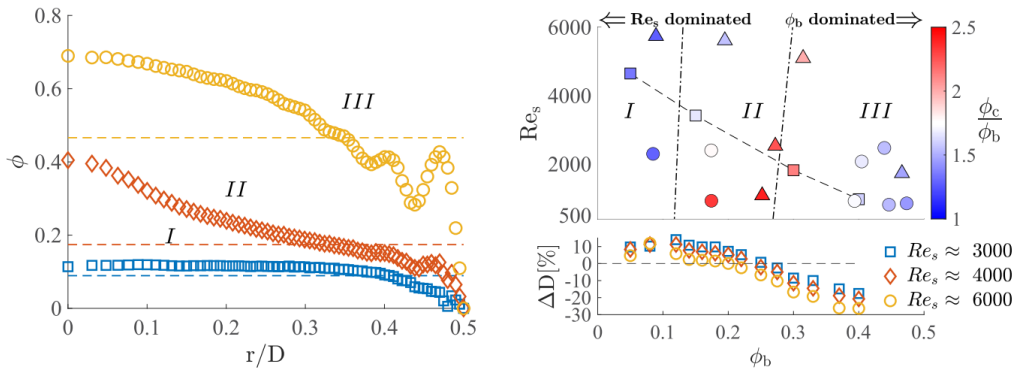 0.8
0.6
0.4
0.2
0
ϕ
III
II
I
0
0.1
0.2
0.3
0.4
0.5
r/D
Re_s dominated
ϕ_b dominated
6000
4000
2000
500
Re_s
I
II
III
2.5
2
1.5
1
ϕ_c
ϕ_b
10
0
-10
-20
-30
ΔD[%]
0
0.1
0.2
0.3
0.4
0.5
ϕ_b
Re_s ≈ 3000
Re_s ≈ 4000
Re_s ≈ 6000